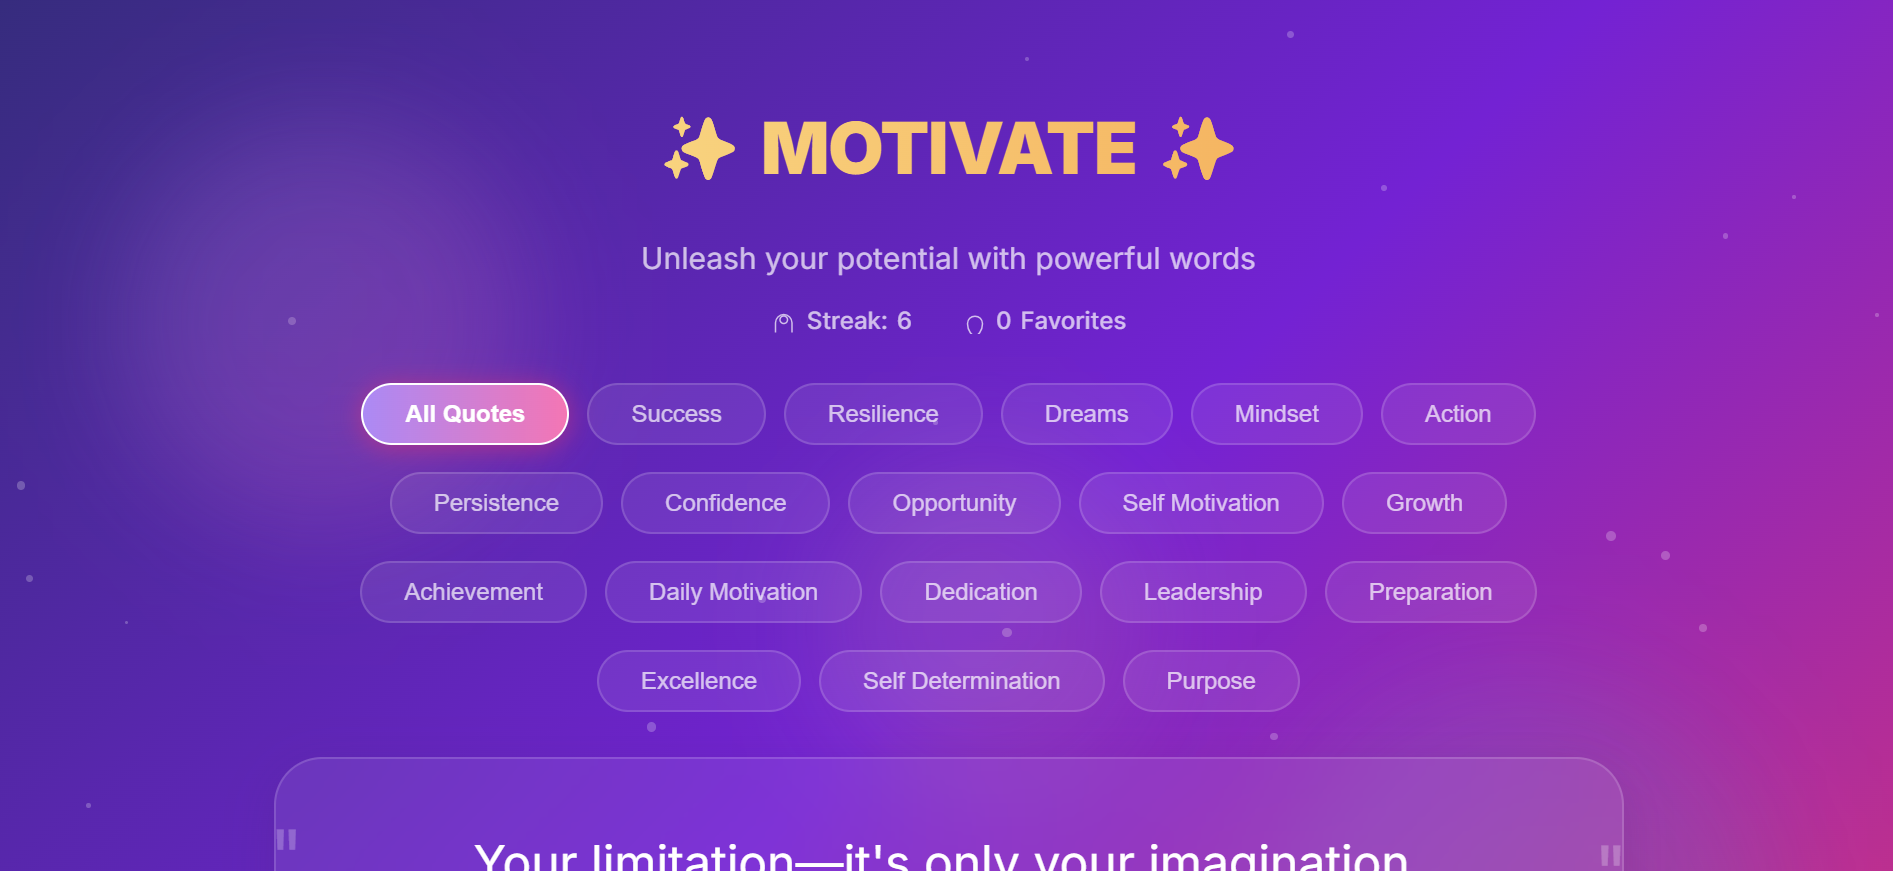 ✨ MOTIVATE ✨
Unleash your potential with powerful words
Streak: 6 0 Favorites
All Quotes Success Resilience Dreams Mindset Action
Persistence Confidence Opportunity Self Motivation Growth
Achievement Daily Motivation Dedication Leadership Preparation
Excellence Self Determination Purpose
" Your limitation—it's only your imagination "